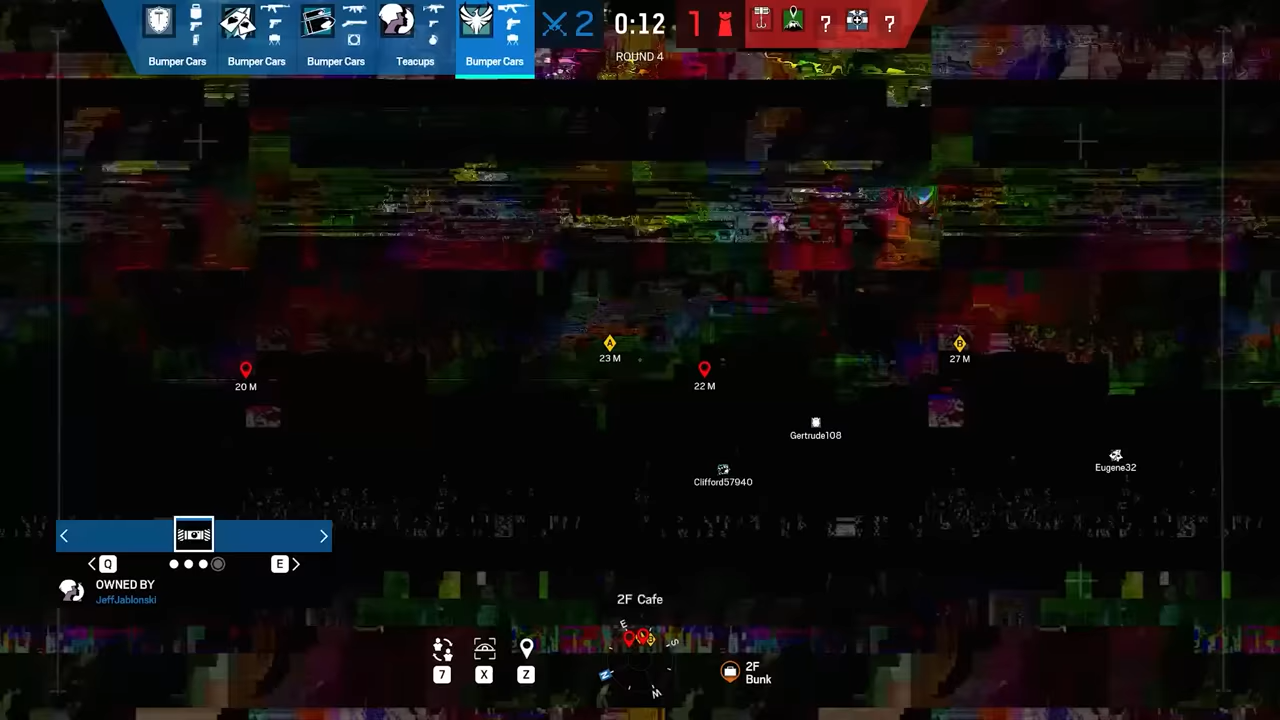 2 0:12 1
? ?
Bumper Cars Bumper Cars Bumper Cars Teacups Bumper Cars
ROUND 4
A B
23 M 27 M
20 M 22 M
Gertrude108
Eugene32
Clifford57940
Q E
OWNED BY
JeffJablonski
2F Cafe
E
S
N
W
7 X Z
2F
Bunk